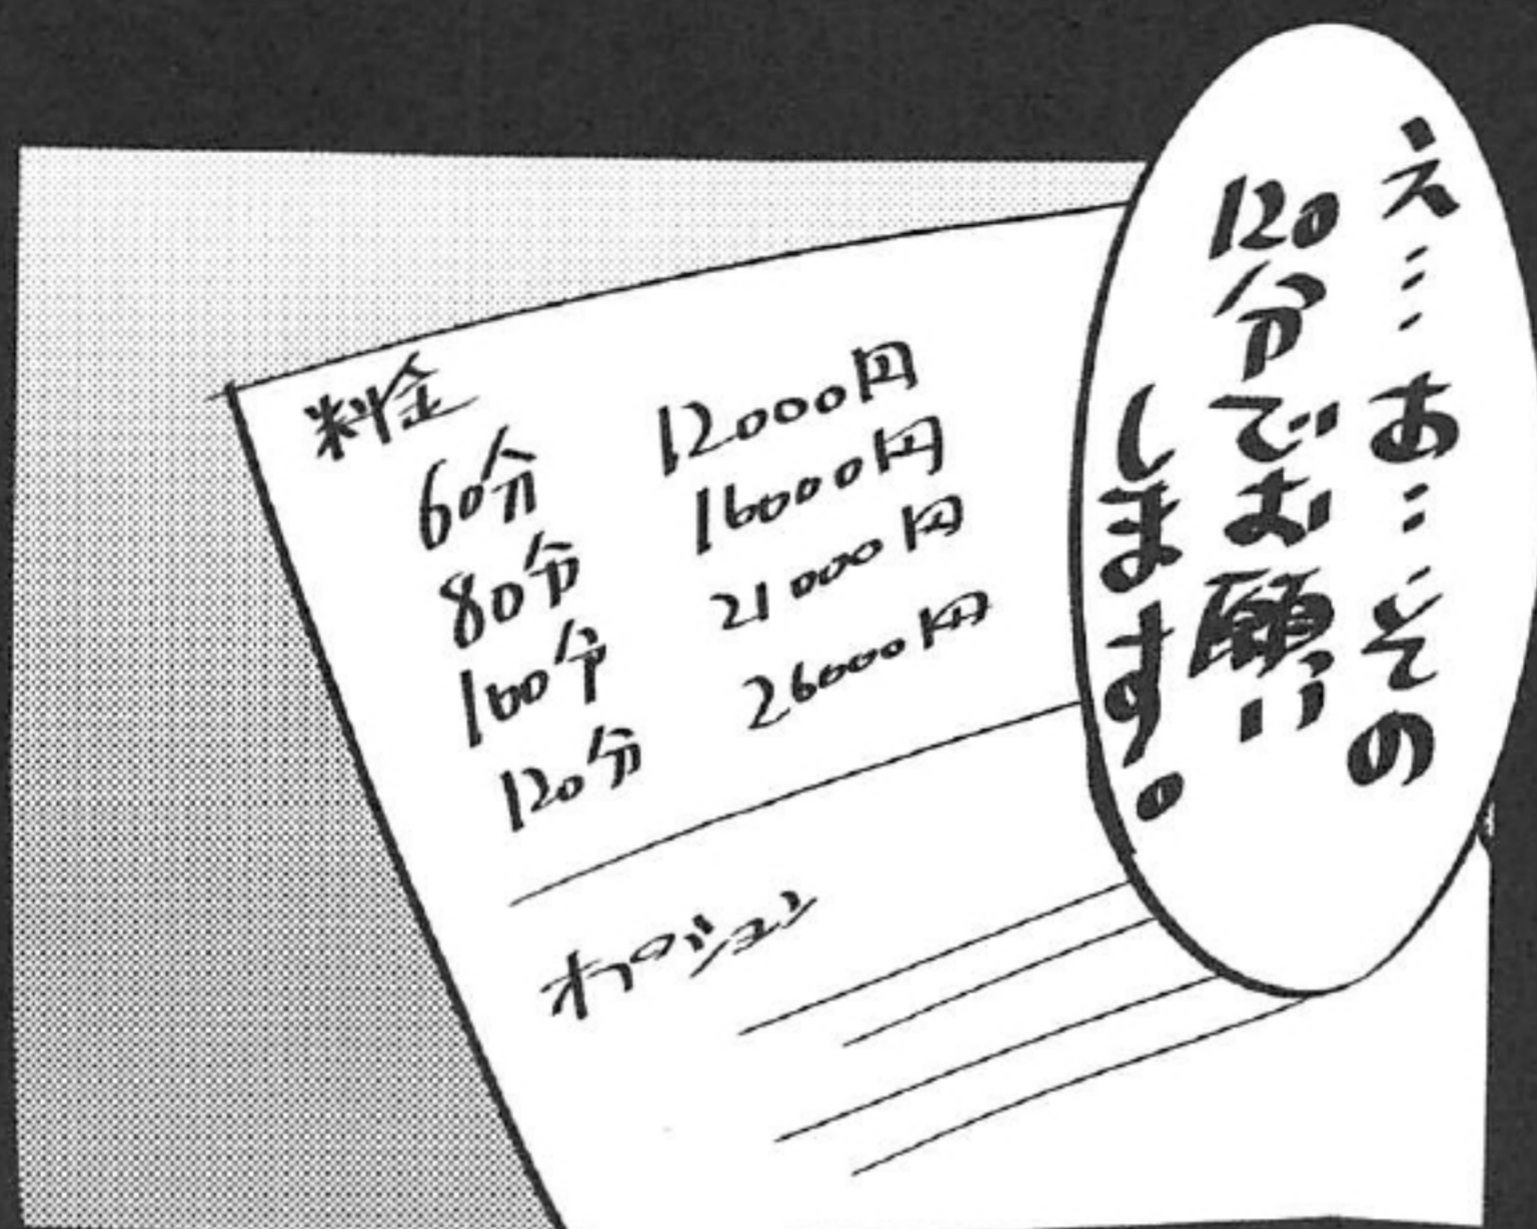 え…あ…その
120分でお願い
します。
料金
60分 12000円
80分 16000円
100分 21000円
120分 26000円
オプション